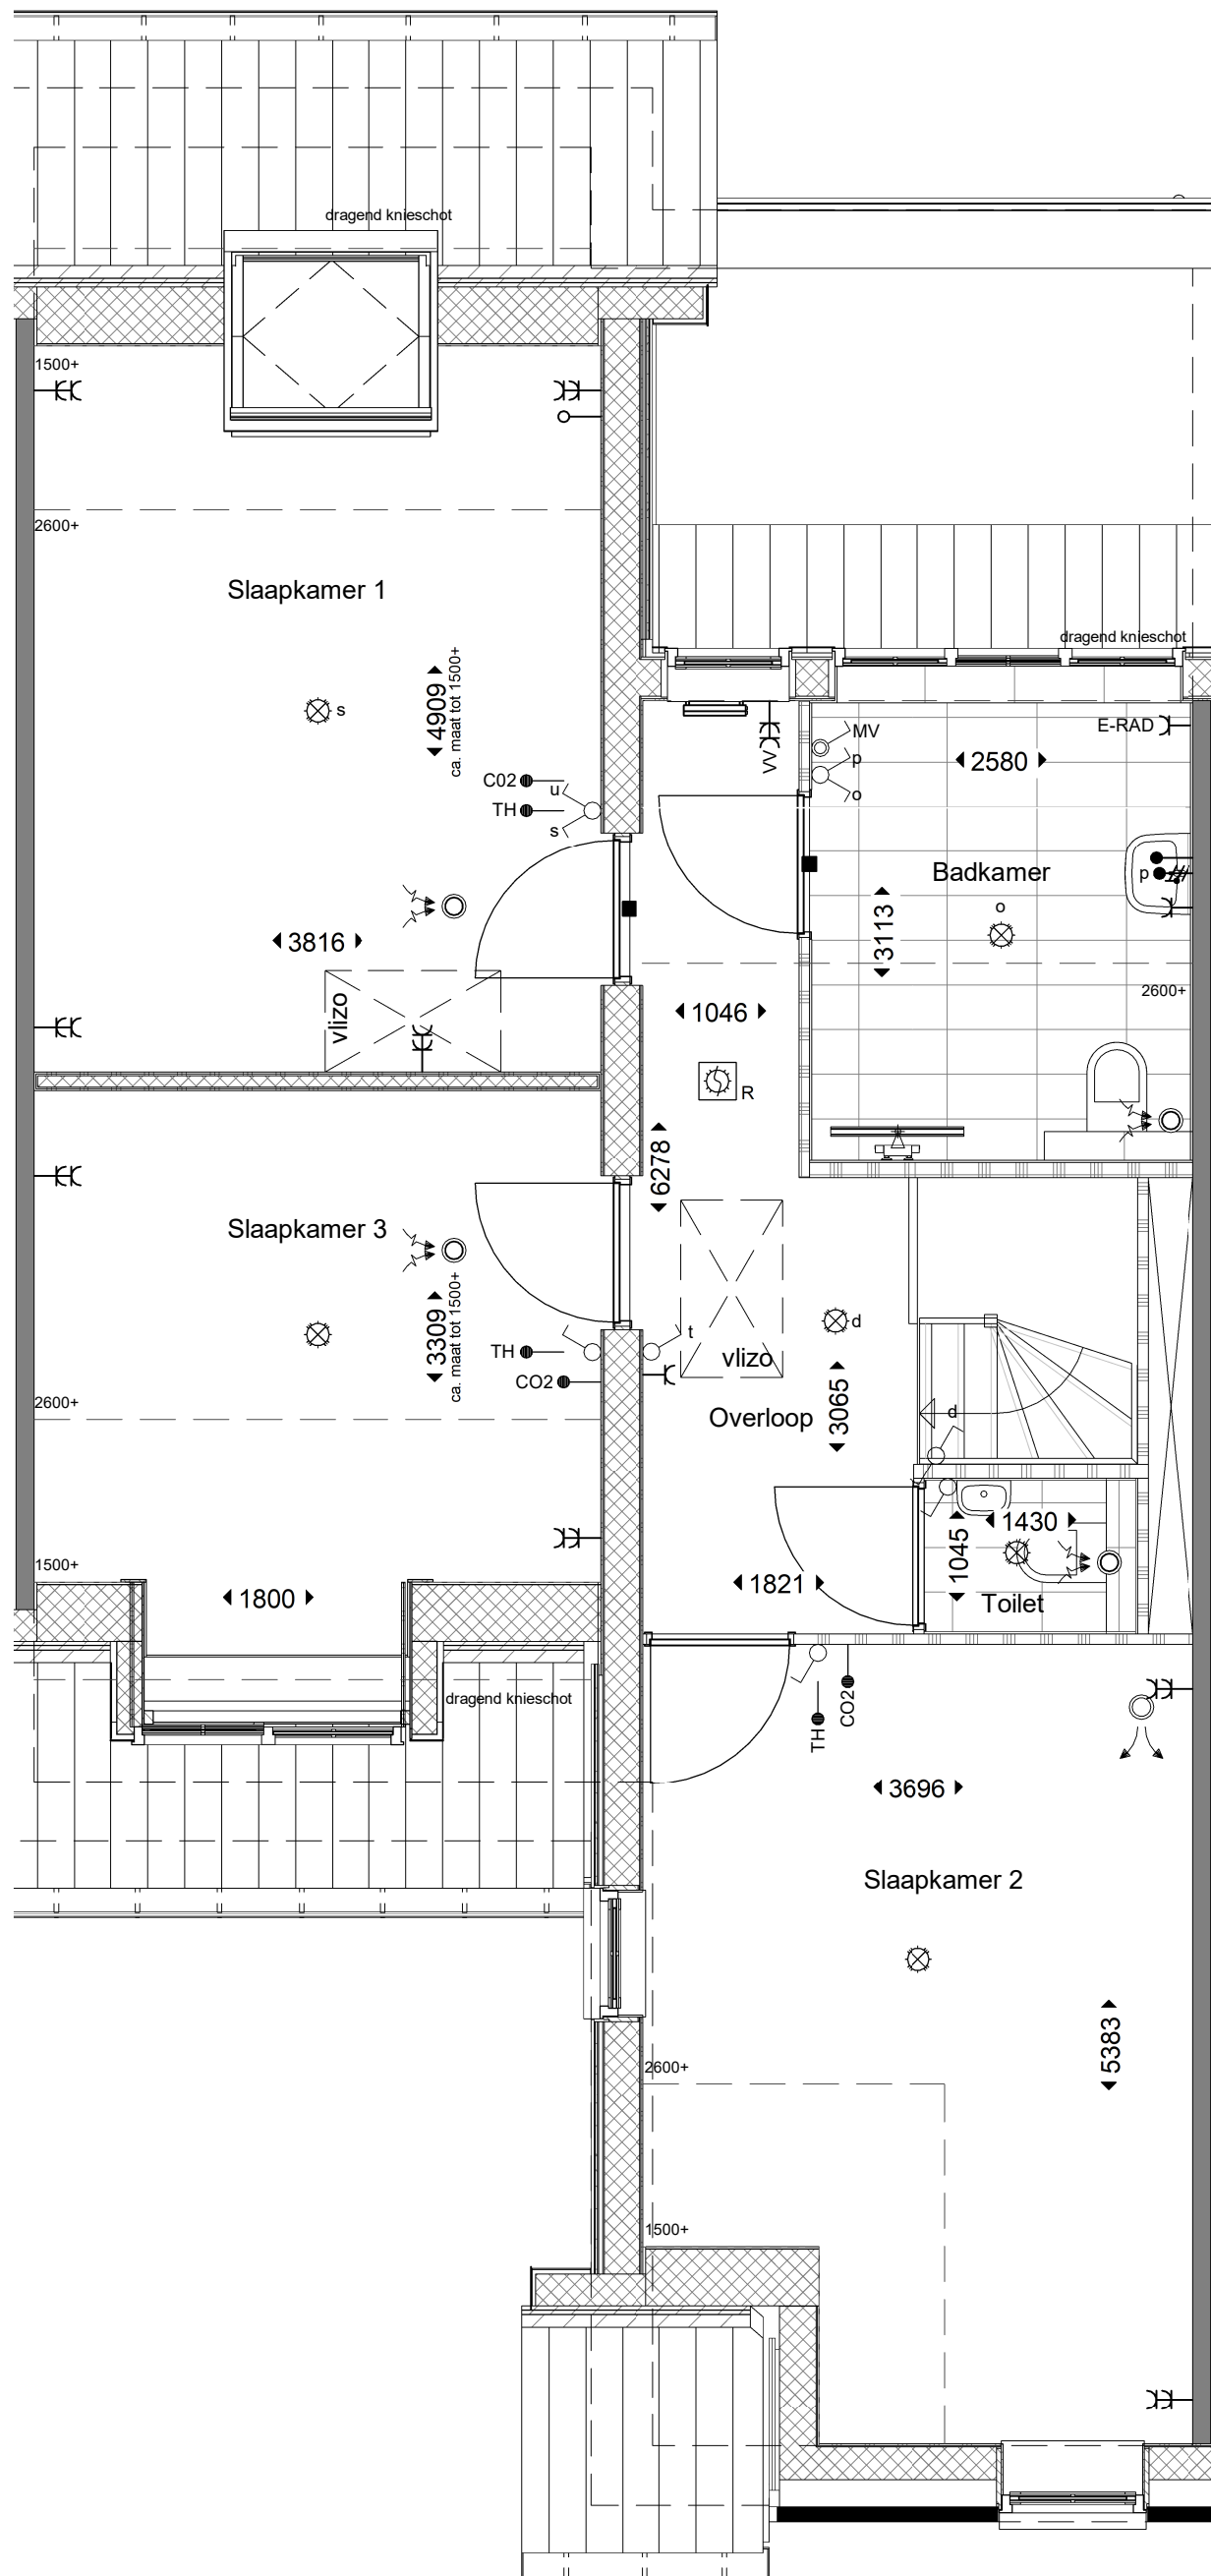 dragend knieschot
1500+
2600+
Slaapkamer 1
dragend knieschot
4909
ca. maat tot 1500+
s
E-RAD
MV
VV
p
2580
o
C02
u
TH
s
Badkamer
p
o
3113
3816
2600+
vlizo
1046
R
6278
Slaapkamer 3
3309
ca. maat tot 1500+
d
t
TH
vlizo
CO2
2600+
3065
Overloop
d
1430
1045
1500+
1821
1800
Toilet
dragend knieschot
CO2
TH
3696
Slaapkamer 2
5383
2600+
1500+